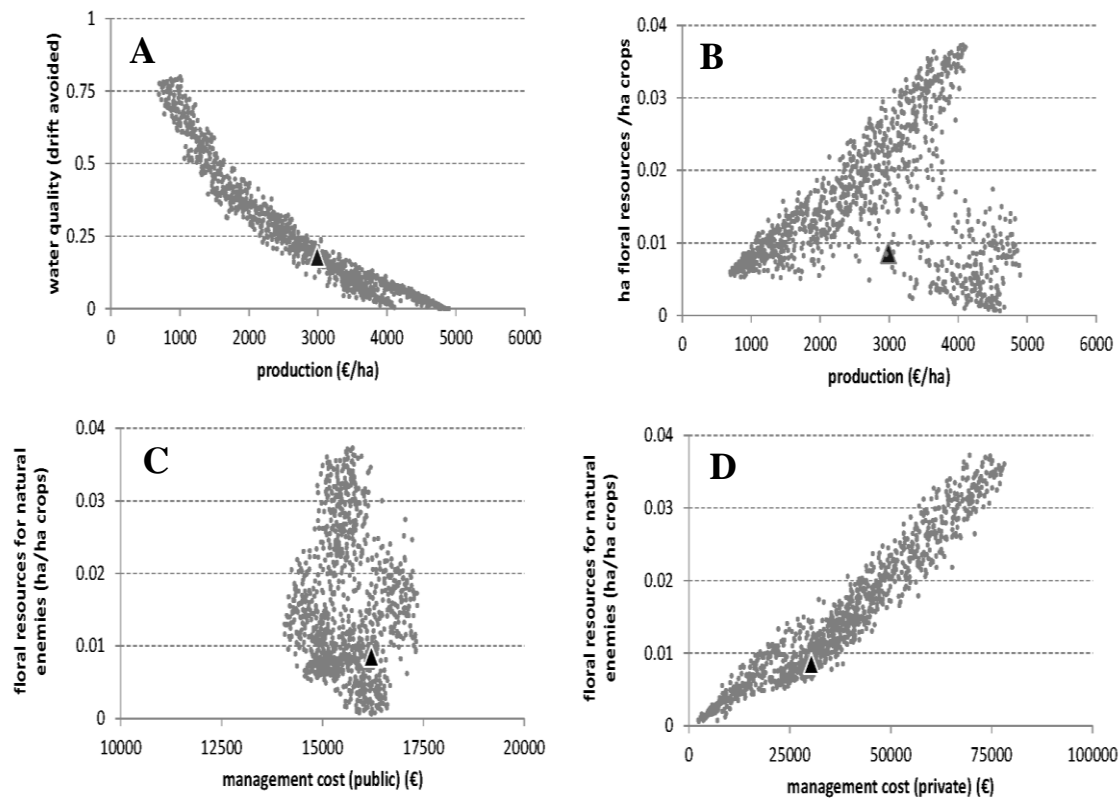 A
water quality (drift avoided)
1
0.75
0.5
0.25
0
0 1000 2000 3000 4000 5000 6000
production (€/ha)
B
ha floral resources /ha crops
0.04
0.03
0.02
0.01
0
0 1000 2000 3000 4000 5000 6000
production (€/ha)
C
floral resources for natural
enemies (ha/ha crops)
0.04
0.03
0.02
0.01
0
10000 12500 15000 17500 20000
management cost (public) (€)
D
floral resources for natural
enemies (ha/ha crops)
0.04
0.03
0.02
0.01
0
0 25000 50000 75000 100000
management cost (private) (€)